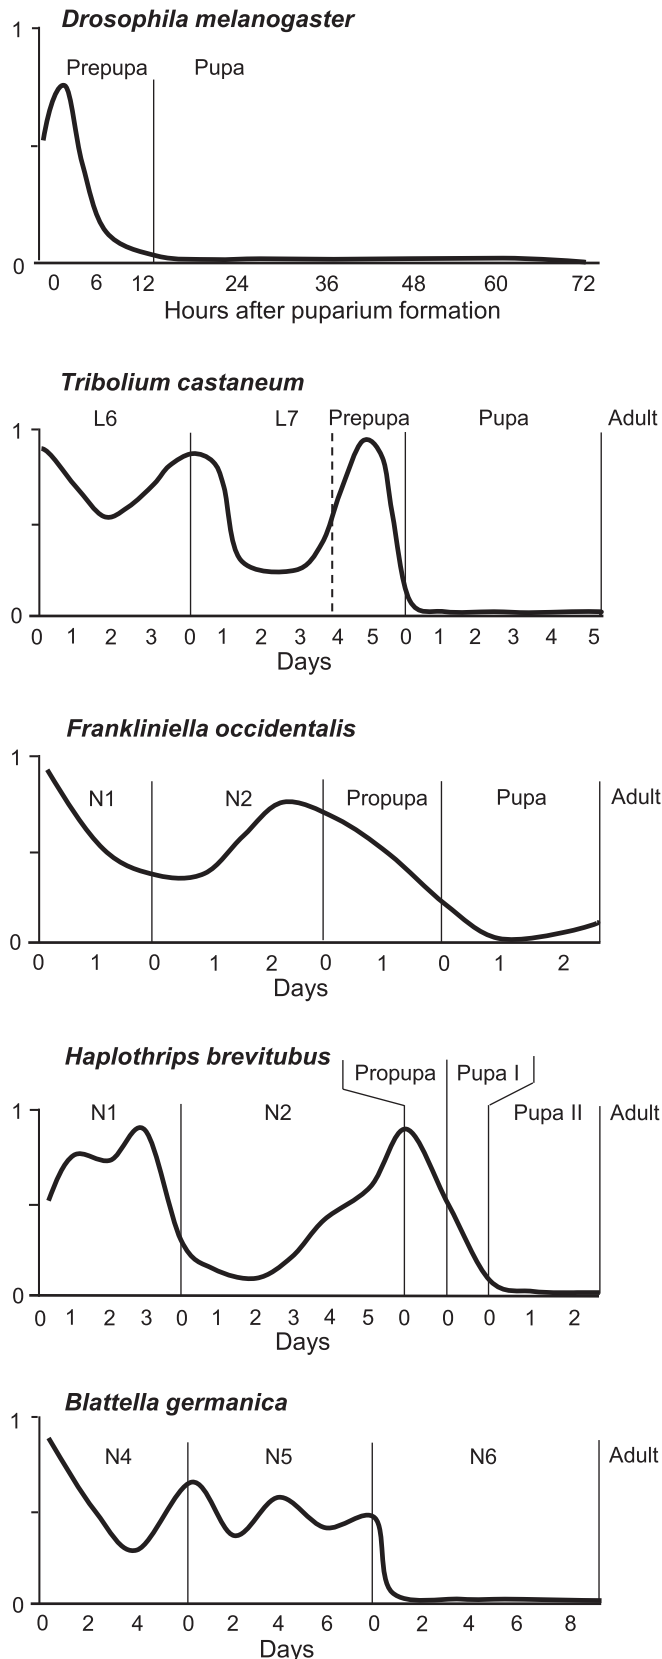 Drosophila melanogaster
1
Prepupa Pupa
0
0 6 12 24 36 48 60 72
Hours after puparium formation
Tribolium castaneum
L6 L7 Prepupa Pupa Adult
1
0
0 1 2 3 0 1 2 3 4 5 0 1 2 3 4 5
Days
Frankliniella occidentalis
1
N1 N2 Propupa Pupa Adult
0
0 1 0 1 2 0 1 0 1 2
Days
Haplothrips brevitubus
Propupa Pupa I
1
N1 N2 Pupa II Adult
0
0 1 2 3 0 1 2 3 4 5 0 0 0 1 2
Days
Blattella germanica
1
N4 N5 N6 Adult
0
0 2 4 0 2 4 6 0 2 4 6 8
Days